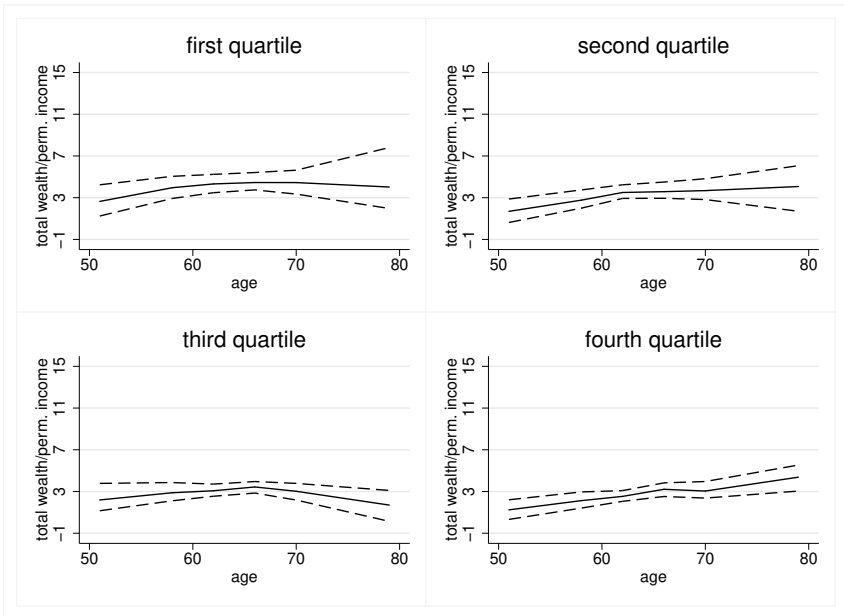 first quartile
total wealth/perm. income
15
11
7
3
−1
50 60 70 80
age
second quartile
total wealth/perm. income
15
11
7
3
−1
50 60 70 80
age
third quartile
total wealth/perm. income
15
11
7
3
−1
50 60 70 80
age
fourth quartile
total wealth/perm. income
15
11
7
3
−1
50 60 70 80
age